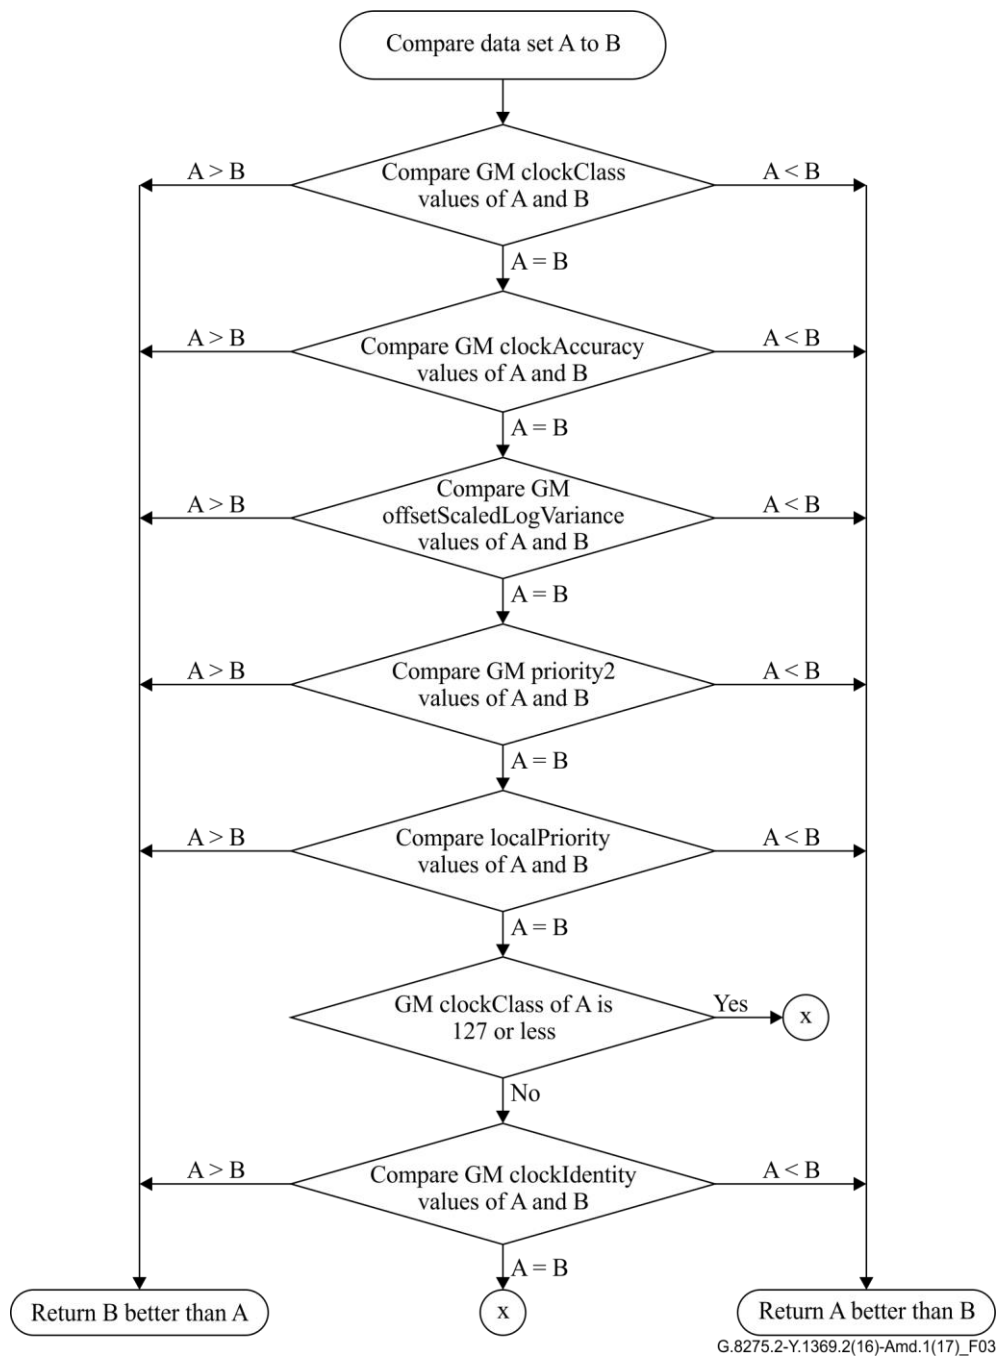 Compare data set A to B
A > B
Compare GM clockClass
values of A and B
A < B
A = B
A > B
Compare GM clockAccuracy
values of A and B
A < B
A = B
A > B
Compare GM
offsetScaledLogVariance
values of A and B
A < B
A = B
A > B
Compare GM priority2
values of A and B
A < B
A = B
A > B
Compare localPriority
values of A and B
A < B
A = B
GM clockClass of A is
127 or less
Yes
x
No
A > B
Compare GM clockIdentity
values of A and B
A < B
A = B
Return B better than A
x
Return A better than B
G.8275.2-Y.1369.2(16)-Amd.1(17)_F03